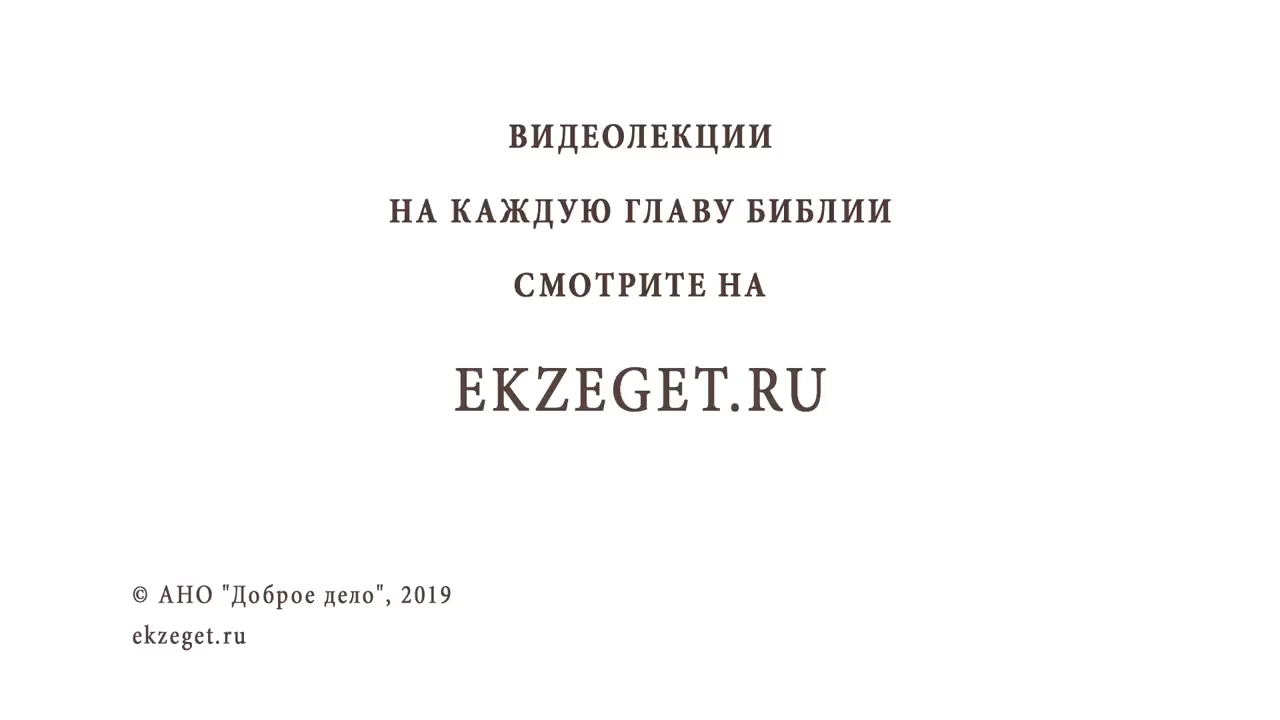 ВИДЕОЛЕКЦИИ
НА КАЖДУЮ ГЛАВУ БИБЛИИ
СМОТРИТЕ НА
EKZEGET.RU
© АНО "Доброе дело", 2019
ekzeget.ru